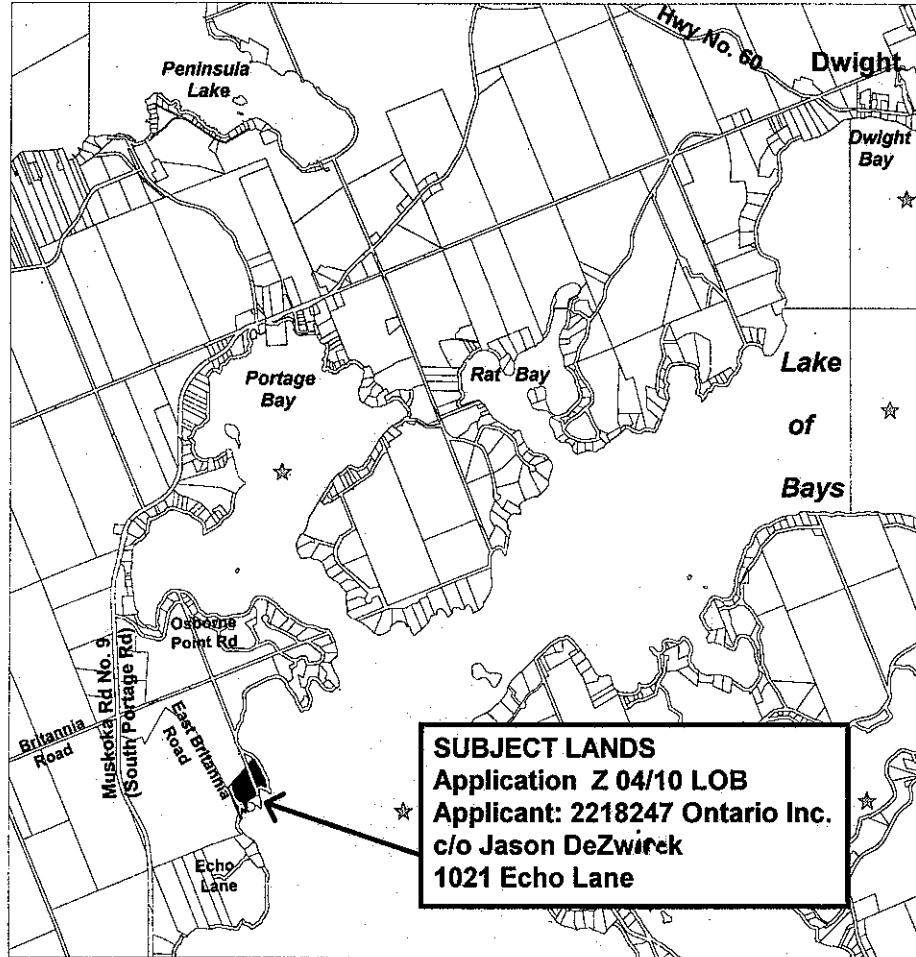 Hwy No. 60
Dwight
Peninsula
Lake
Dwight
Bay
Portage
Bay
Rat Bay
Lake
of
Bays
Osborne
Point Rd
Muskoka Rd No. 9
(South Portage Rd)
Britannia
Road
East Britannia
Road
Echo
Lane
SUBJECT LANDS
Application Z 04/10 LOB
Applicant: 2218247 Ontario Inc.
c/o Jason DeZwirek
1021 Echo Lane